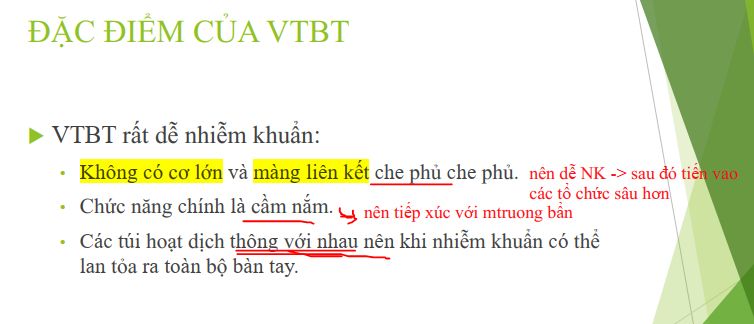 ĐẶC ĐIỂM CỦA VTBT
VTBT rất dễ nhiễm khuẩn:
Không có cơ lớn và màng liên kết che phủ che phủ. nên dễ NK -> sau đó tiến vao
các tổ chức sâu hơn
Chức năng chính là cầm nắm. nên tiếp xúc với mtruong bẩn
Các túi hoạt dịch thông với nhau nên khi nhiễm khuẩn có thể
lan tỏa ra toàn bộ bàn tay.